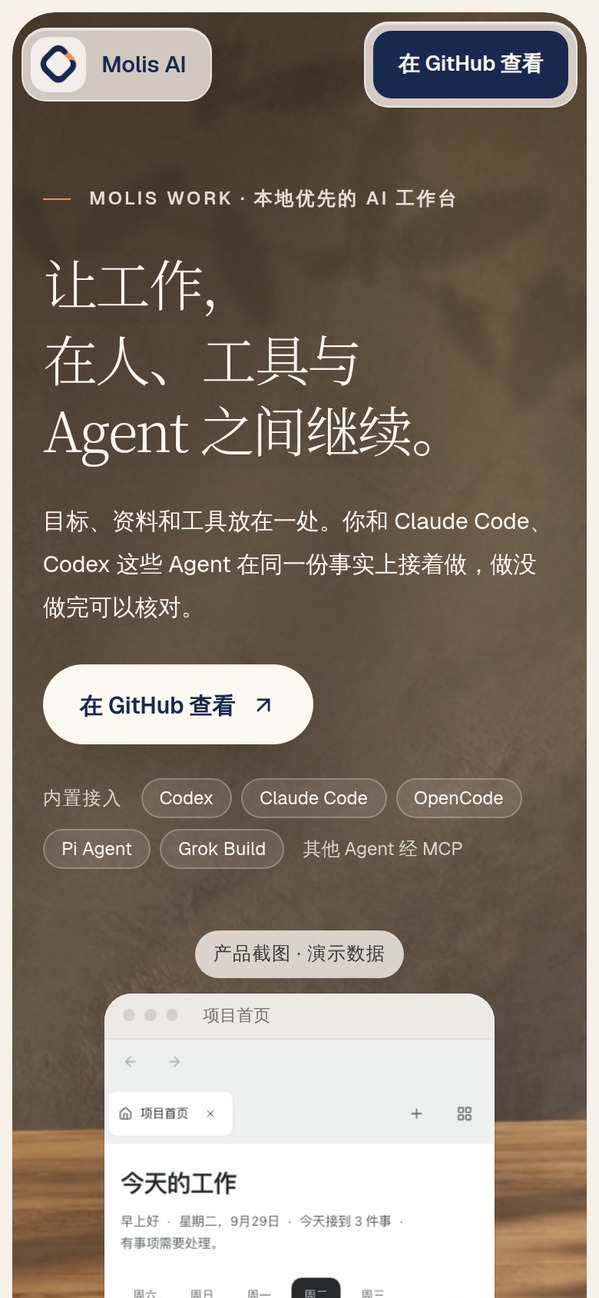 Molis AI
在 GitHub 查看
MOLIS WORK · 本地优先的 AI 工作台
让工作,
在人、工具与
Agent 之间继续。
目标、资料和工具放在一处。你和 Claude Code、
Codex 这些 Agent 在同一份事实上接着做，做没
做完可以核对。
在 GitHub 查看
内置接入 Codex Claude Code OpenCode
Pi Agent Grok Build 其他 Agent 经 MCP
产品截图 · 演示数据
项目首页
项目首页
今天的工作
早上好 · 星期二，9月29日 · 今天接到 3 件事 ·
有事项需要处理。
周六 周日 周一 周二 周三